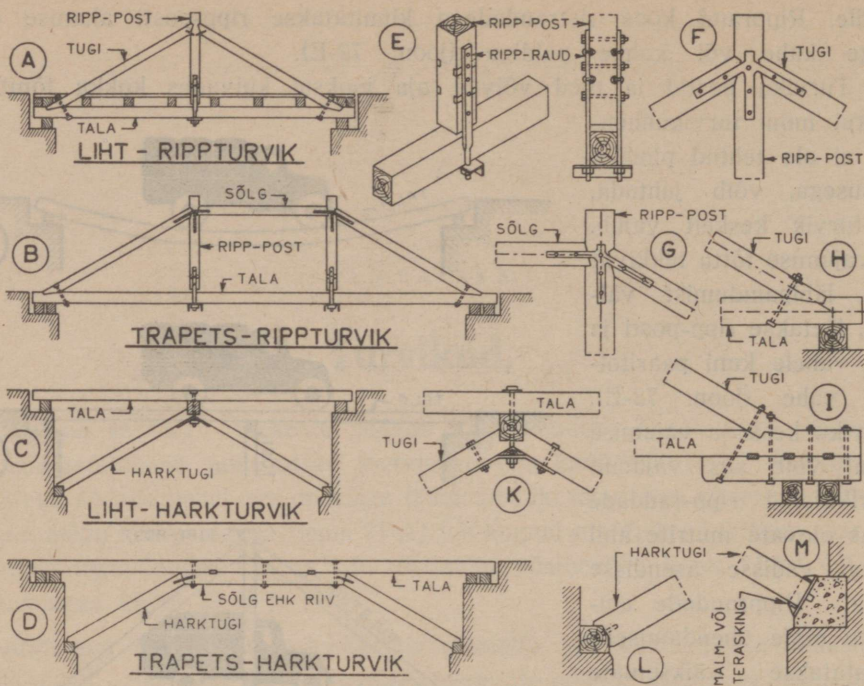 RIPP-POST
TUGI
A
TALA
LIHT - RIPPTURVIK
E
RIPP-POST
RIPP-RAUD
F
TUGI
RIPP-POST
SÕLG
B
RIPP-POST
TALA
TRAPETS-RIPPTURVIK
RIPP-POST
SÕLG
G
TUGI
H
TALA
C
TALA
HARKTUGI
LIHT-HARKTURVIK
TALA
TUGI
K
TUGI
I
TALA
D
TALA
SÕLG EHK RIIV
HARKTUGI
TRAPETS-HARKTURVIK
HARKTUGI
L
M
MALM- VÕI
TERASKING